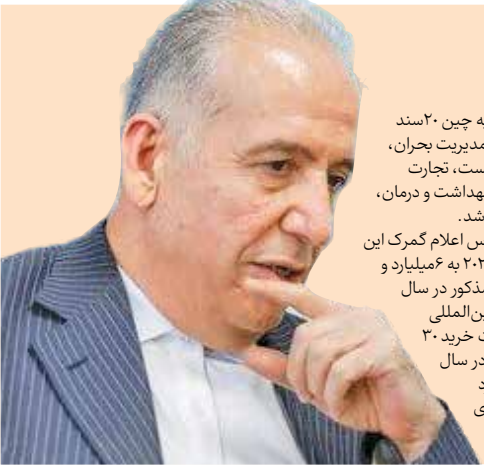 به چین ۲۰سند
مدیریت بحران،
ست، تجارت
بهداشت و درمان،
شد.
س اعلام گمرک این
۲۰۲ به ۶میلیارد و
مذکور در سال
ین‌المللی
ت خرید ۳۰
در سال
د
ی